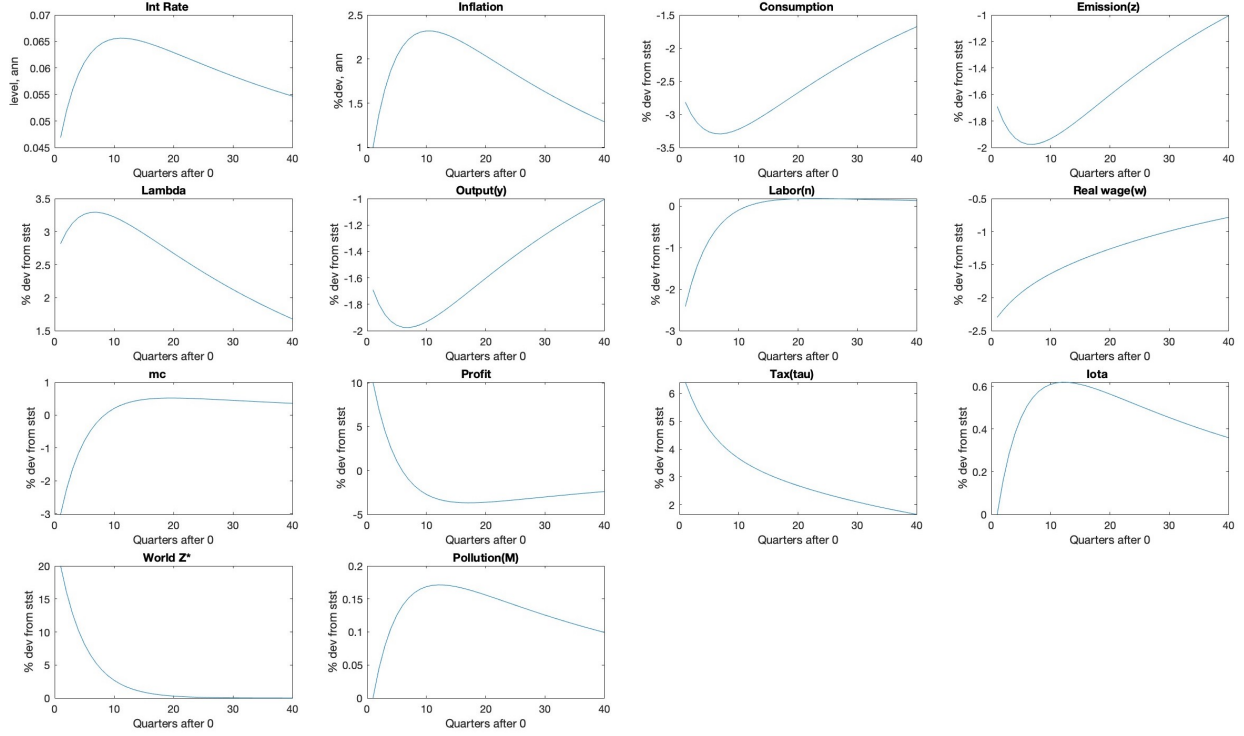 Int Rate
0.07
0.065
0.06
0.055
0.05
0.045
level, ann
0 10 20 30 40
Quarters after 0
Inflation
2.5
2
1.5
1
%dev, ann
0 10 20 30 40
Quarters after 0
Consumption
-1.5
-2
-2.5
-3
-3.5
% dev from stst
0 10 20 30 40
Quarters after 0
Emission(z)
-1
-1.2
-1.4
-1.6
-1.8
-2
% dev from stst
0 10 20 30 40
Quarters after 0
Lambda
3.5
3
2.5
2
1.5
% dev from stst
0 10 20 30 40
Quarters after 0
Output(y)
-1
-1.2
-1.4
-1.6
-1.8
-2
% dev from stst
0 10 20 30 40
Quarters after 0
Labor(n)
0
-1
-2
-3
% dev from stst
0 10 20 30 40
Quarters after 0
Real wage(w)
-0.5
-1
-1.5
-2
-2.5
% dev from stst
0 10 20 30 40
Quarters after 0
mc
1
0
-1
-2
-3
% dev from stst
0 10 20 30 40
Quarters after 0
Profit
10
5
0
-5
% dev from stst
0 10 20 30 40
Quarters after 0
Tax(tau)
6
5
4
3
2
% dev from stst
0 10 20 30 40
Quarters after 0
Iota
0.6
0.4
0.2
0
% dev from stst
0 10 20 30 40
Quarters after 0
World Z*
20
15
10
5
0
% dev from stst
0 10 20 30 40
Quarters after 0
Pollution(M)
0.2
0.15
0.1
0.05
0
% dev from stst
0 10 20 30 40
Quarters after 0